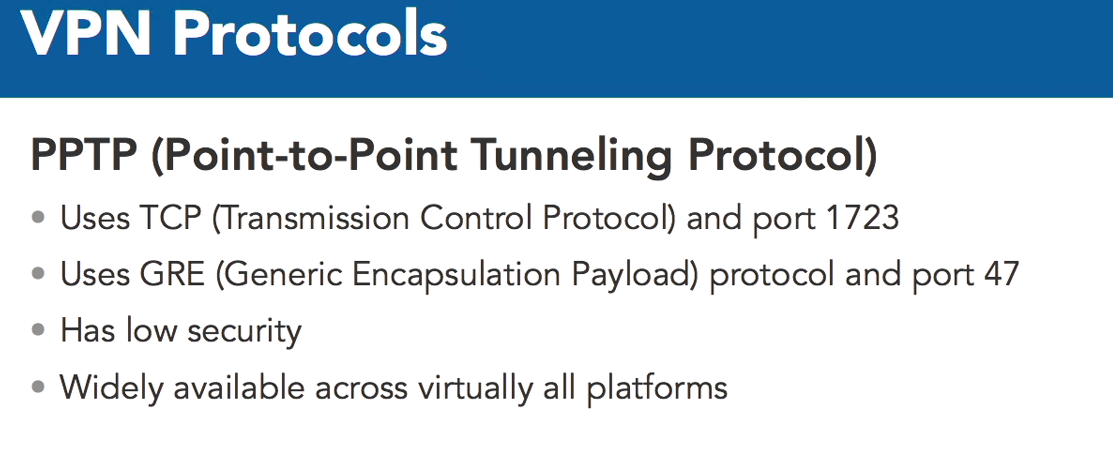 VPN Protocols
PPTP (Point-to-Point Tunneling Protocol)
• Uses TCP (Transmission Control Protocol) and port 1723
• Uses GRE (Generic Encapsulation Payload) protocol and port 47
• Has low security
• Widely available across virtually all platforms